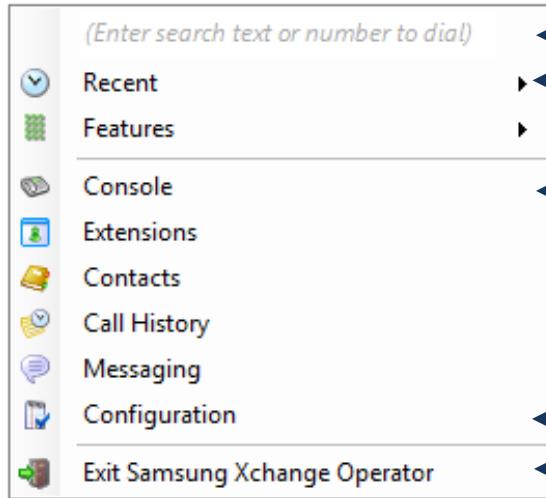 (Enter search text or number to dial)
Recent
Features
Console
Extensions
Contacts
Call History
Messaging
Configuration
Exit Samsung Xchange Operator